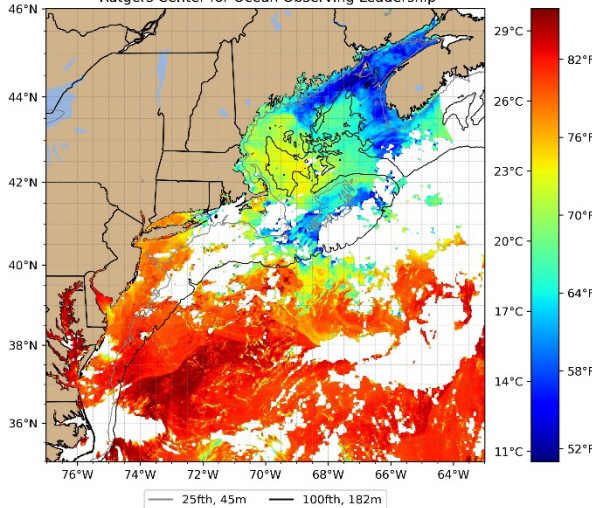 Rutgers Center for Ocean Observing Leadership
46°N
44°N
42°N
40°N
38°N
36°N
76°W
74°W
72°W
70°W
68°W
66°W
64°W
29°C
26°C
23°C
20°C
17°C
14°C
11°C
82°F
76°F
70°F
64°F
58°F
52°F
25fth, 45m 100fth, 182m